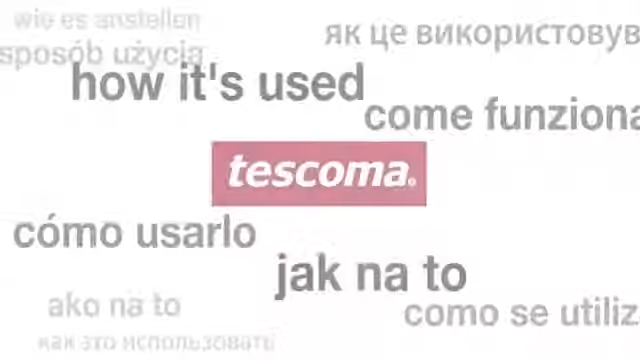 wie es anstellen
як це використовув
sposób użycia
how it's used
come funziona
tescoma.
cómo usarlo
jak na to
ako na to
como se utiliz
как это использовать